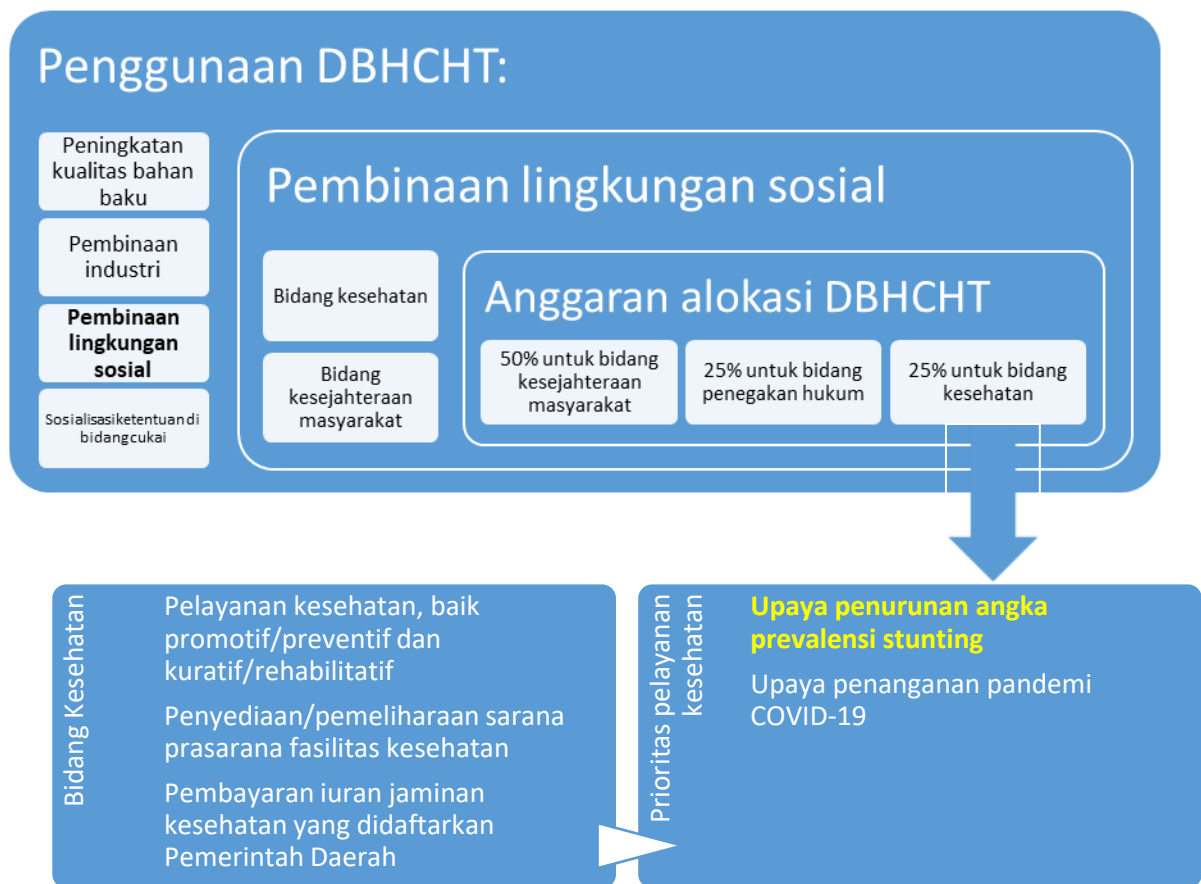 Penggunaan DBHCHT:
Peningkatan
kualitas bahan
baku
Pembinaan
industri
Pembinaan
lingkungan
sosial
Sosialisasiketentuandi
bidangcukai
Pembinaan lingkungan sosial
Bidang kesehatan
Bidang
kesejahteraan
masyarakat
Anggaran alokasi DBHCHT
50% untuk bidang
kesejahteraan
masyarakat
25% untuk bidang
penegakan hukum
25% untuk bidang
kesehatan
Bidang Kesehatan
Pelayanan kesehatan, baik
promotif/preventif dan
kuratif/rehabilitatif
Penyediaan/pemeliharaan sarana
prasarana fasilitas kesehatan
Pembayaran iuran jaminan
kesehatan yang didaftarkan
Pemerintah Daerah
Prioritas pelayanan
kesehatan
Upaya penurunan angka
prevalensi stunting
Upaya penanganan pandemi
COVID-19